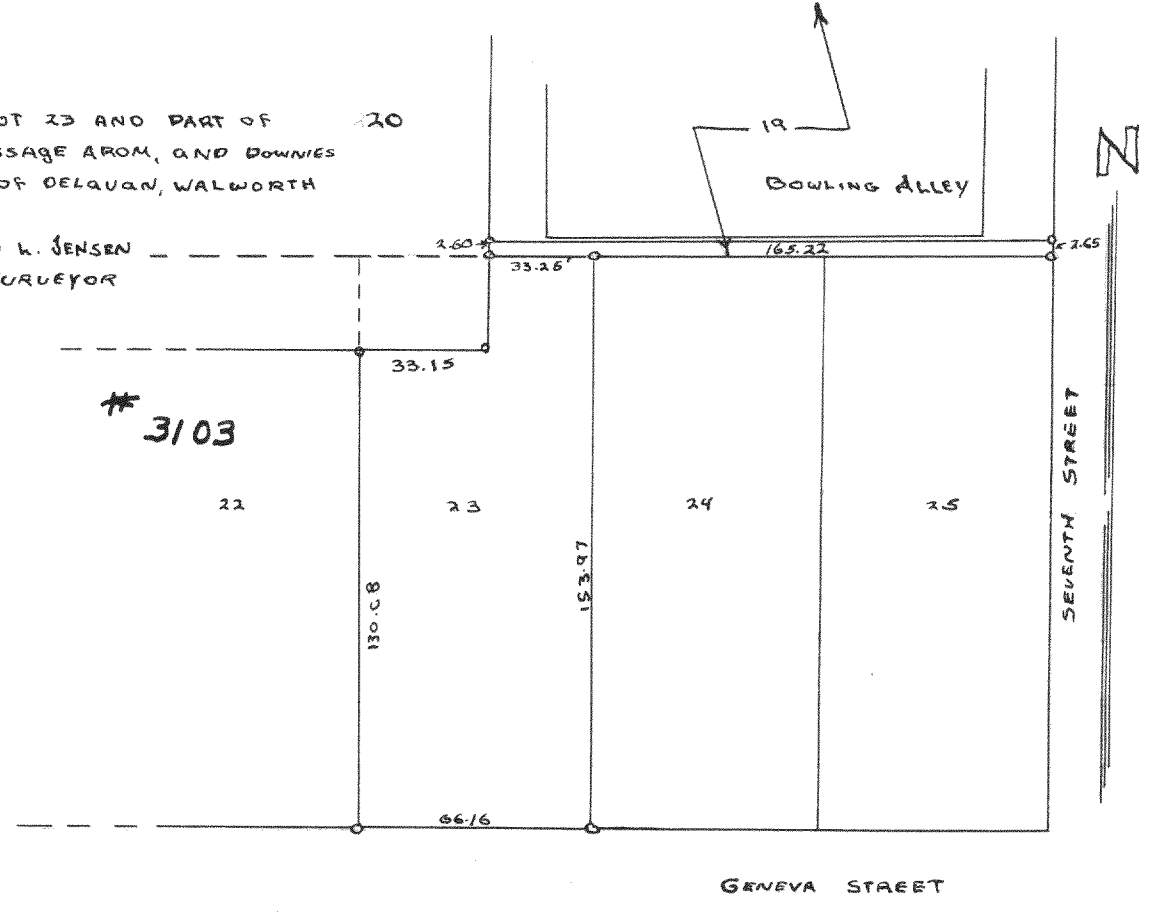 OT 23 AND PART OF 20
SSAGE AROM, AND DOWNIES
OF DELAVAN, WALWORTH
L. JENSEN
URVEYOR
19
N
BOWLING ALLEY
2.60
165.22
2.65
33.25'
33.15
# 3103
22
23
24
25
SEVENTH STREET
153.97
130.08
66.16
GENEVA STREET